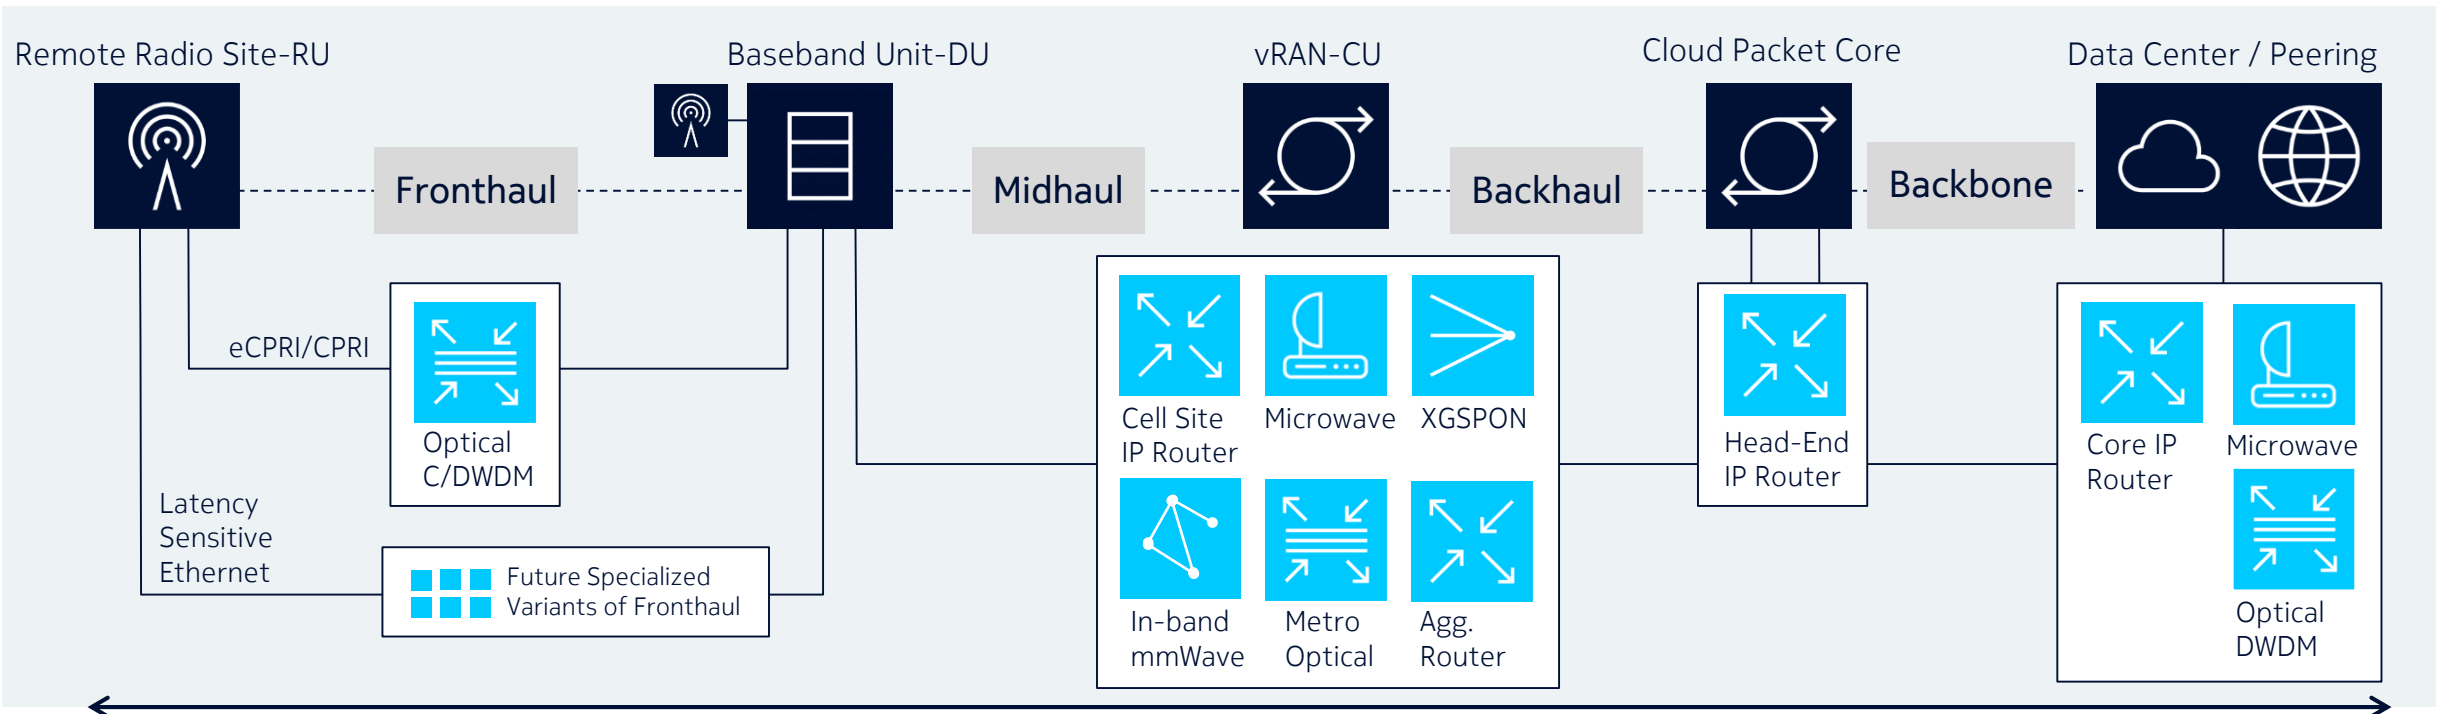 Remote Radio Site-RU
Baseband Unit-DU
vRAN-CU
Cloud Packet Core
Data Center / Peering
Fronthaul
Midhaul
Backhaul
Backbone
eCPRI/CPRI
Optical
C/DWDM
Latency
Sensitive
Ethernet
Future Specialized
Variants of Fronthaul
Cell Site
IP Router
Microwave
XGSPON
In-band
mmWave
Metro
Optical
Agg.
Router
Head-End
IP Router
Core IP
Router
Microwave
Optical
DWDM